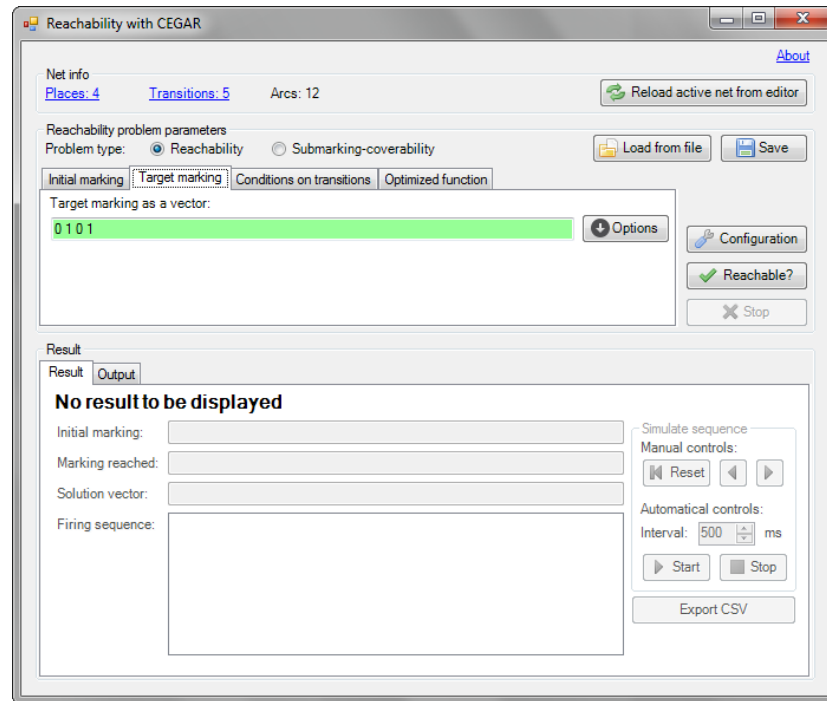 Reachability with CEGAR
About
Net info
Places: 4 Transitions: 5 Arcs: 12 Reload active net from editor
Reachability problem parameters
Problem type: Reachability Submarking-coverability Load from file Save
Initial marking Target marking Conditions on transitions Optimized function
Target marking as a vector:
0 1 0 1 Options
Configuration
Reachable?
Stop
Result
Result Output
No result to be displayed
Initial marking:
Simulate sequence
Manual controls:
Marking reached:
Reset
Solution vector:
Automatical controls:
Firing sequence:
Interval: 500 ms
Start Stop
Export CSV